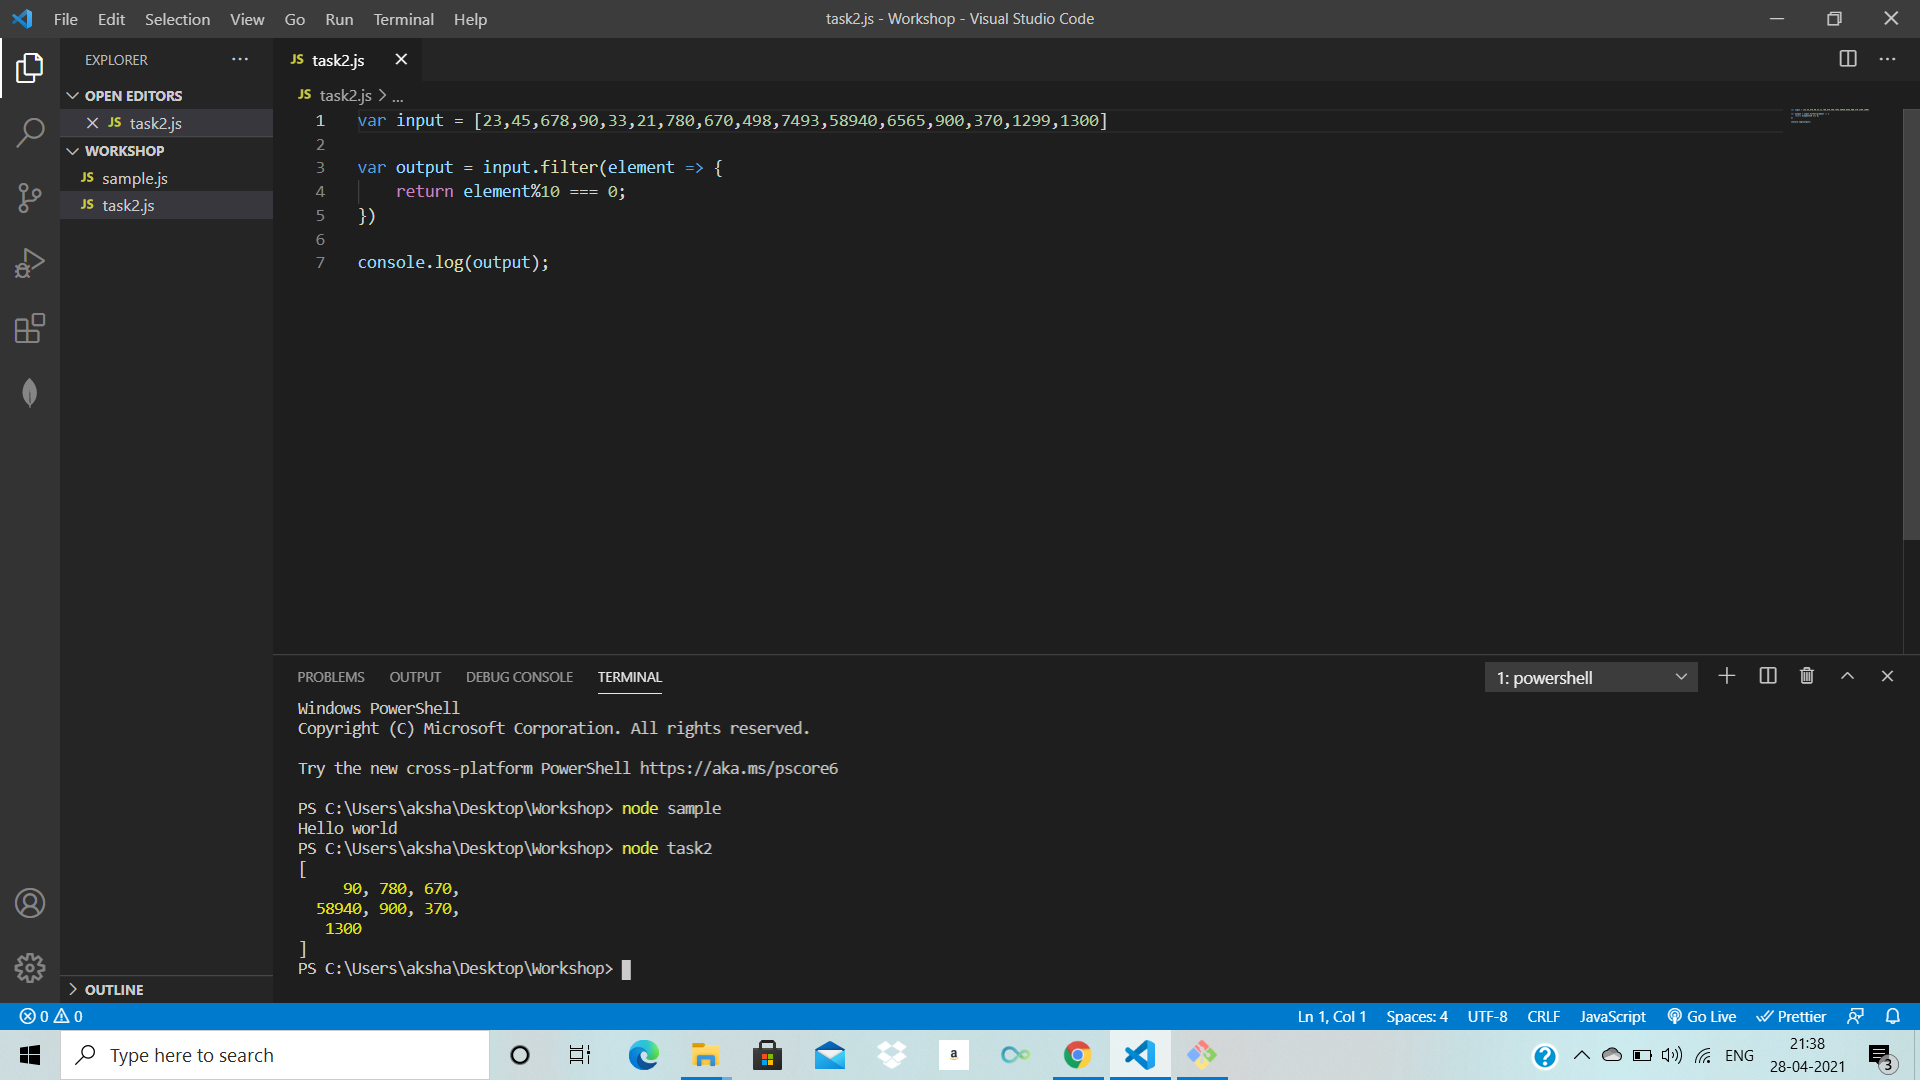 File Edit Selection View Go Run Terminal Help
task2.js - Workshop - Visual Studio Code
EXPLORER
OPEN EDITORS
JS task2.js
WORKSHOP
JS sample.js
JS task2.js
OUTLINE
JS task2.js
JS task2.js > ...
1 var input = [23,45,678,90,33,21,780,670,498,7493,58940,6565,900,370,1299,1300]
2
3 var output = input.filter(element => {
4 return element%10 === 0;
5 })
6
7 console.log(output);
PROBLEMS OUTPUT DEBUG CONSOLE TERMINAL
1: powershell
Windows PowerShell
Copyright (C) Microsoft Corporation. All rights reserved.
Try the new cross-platform PowerShell https://aka.ms/pscore6
PS C:\Users\aksha\Desktop\Workshop> node sample
Hello world
PS C:\Users\aksha\Desktop\Workshop> node task2
[
90, 780, 670,
58940, 900, 370,
1300
]
PS C:\Users\aksha\Desktop\Workshop>
0 0
Ln 1, Col 1 Spaces: 4 UTF-8 CRLF JavaScript Go Live Prettier
Type here to search
a
ENG
21:38
28-04-2021
3